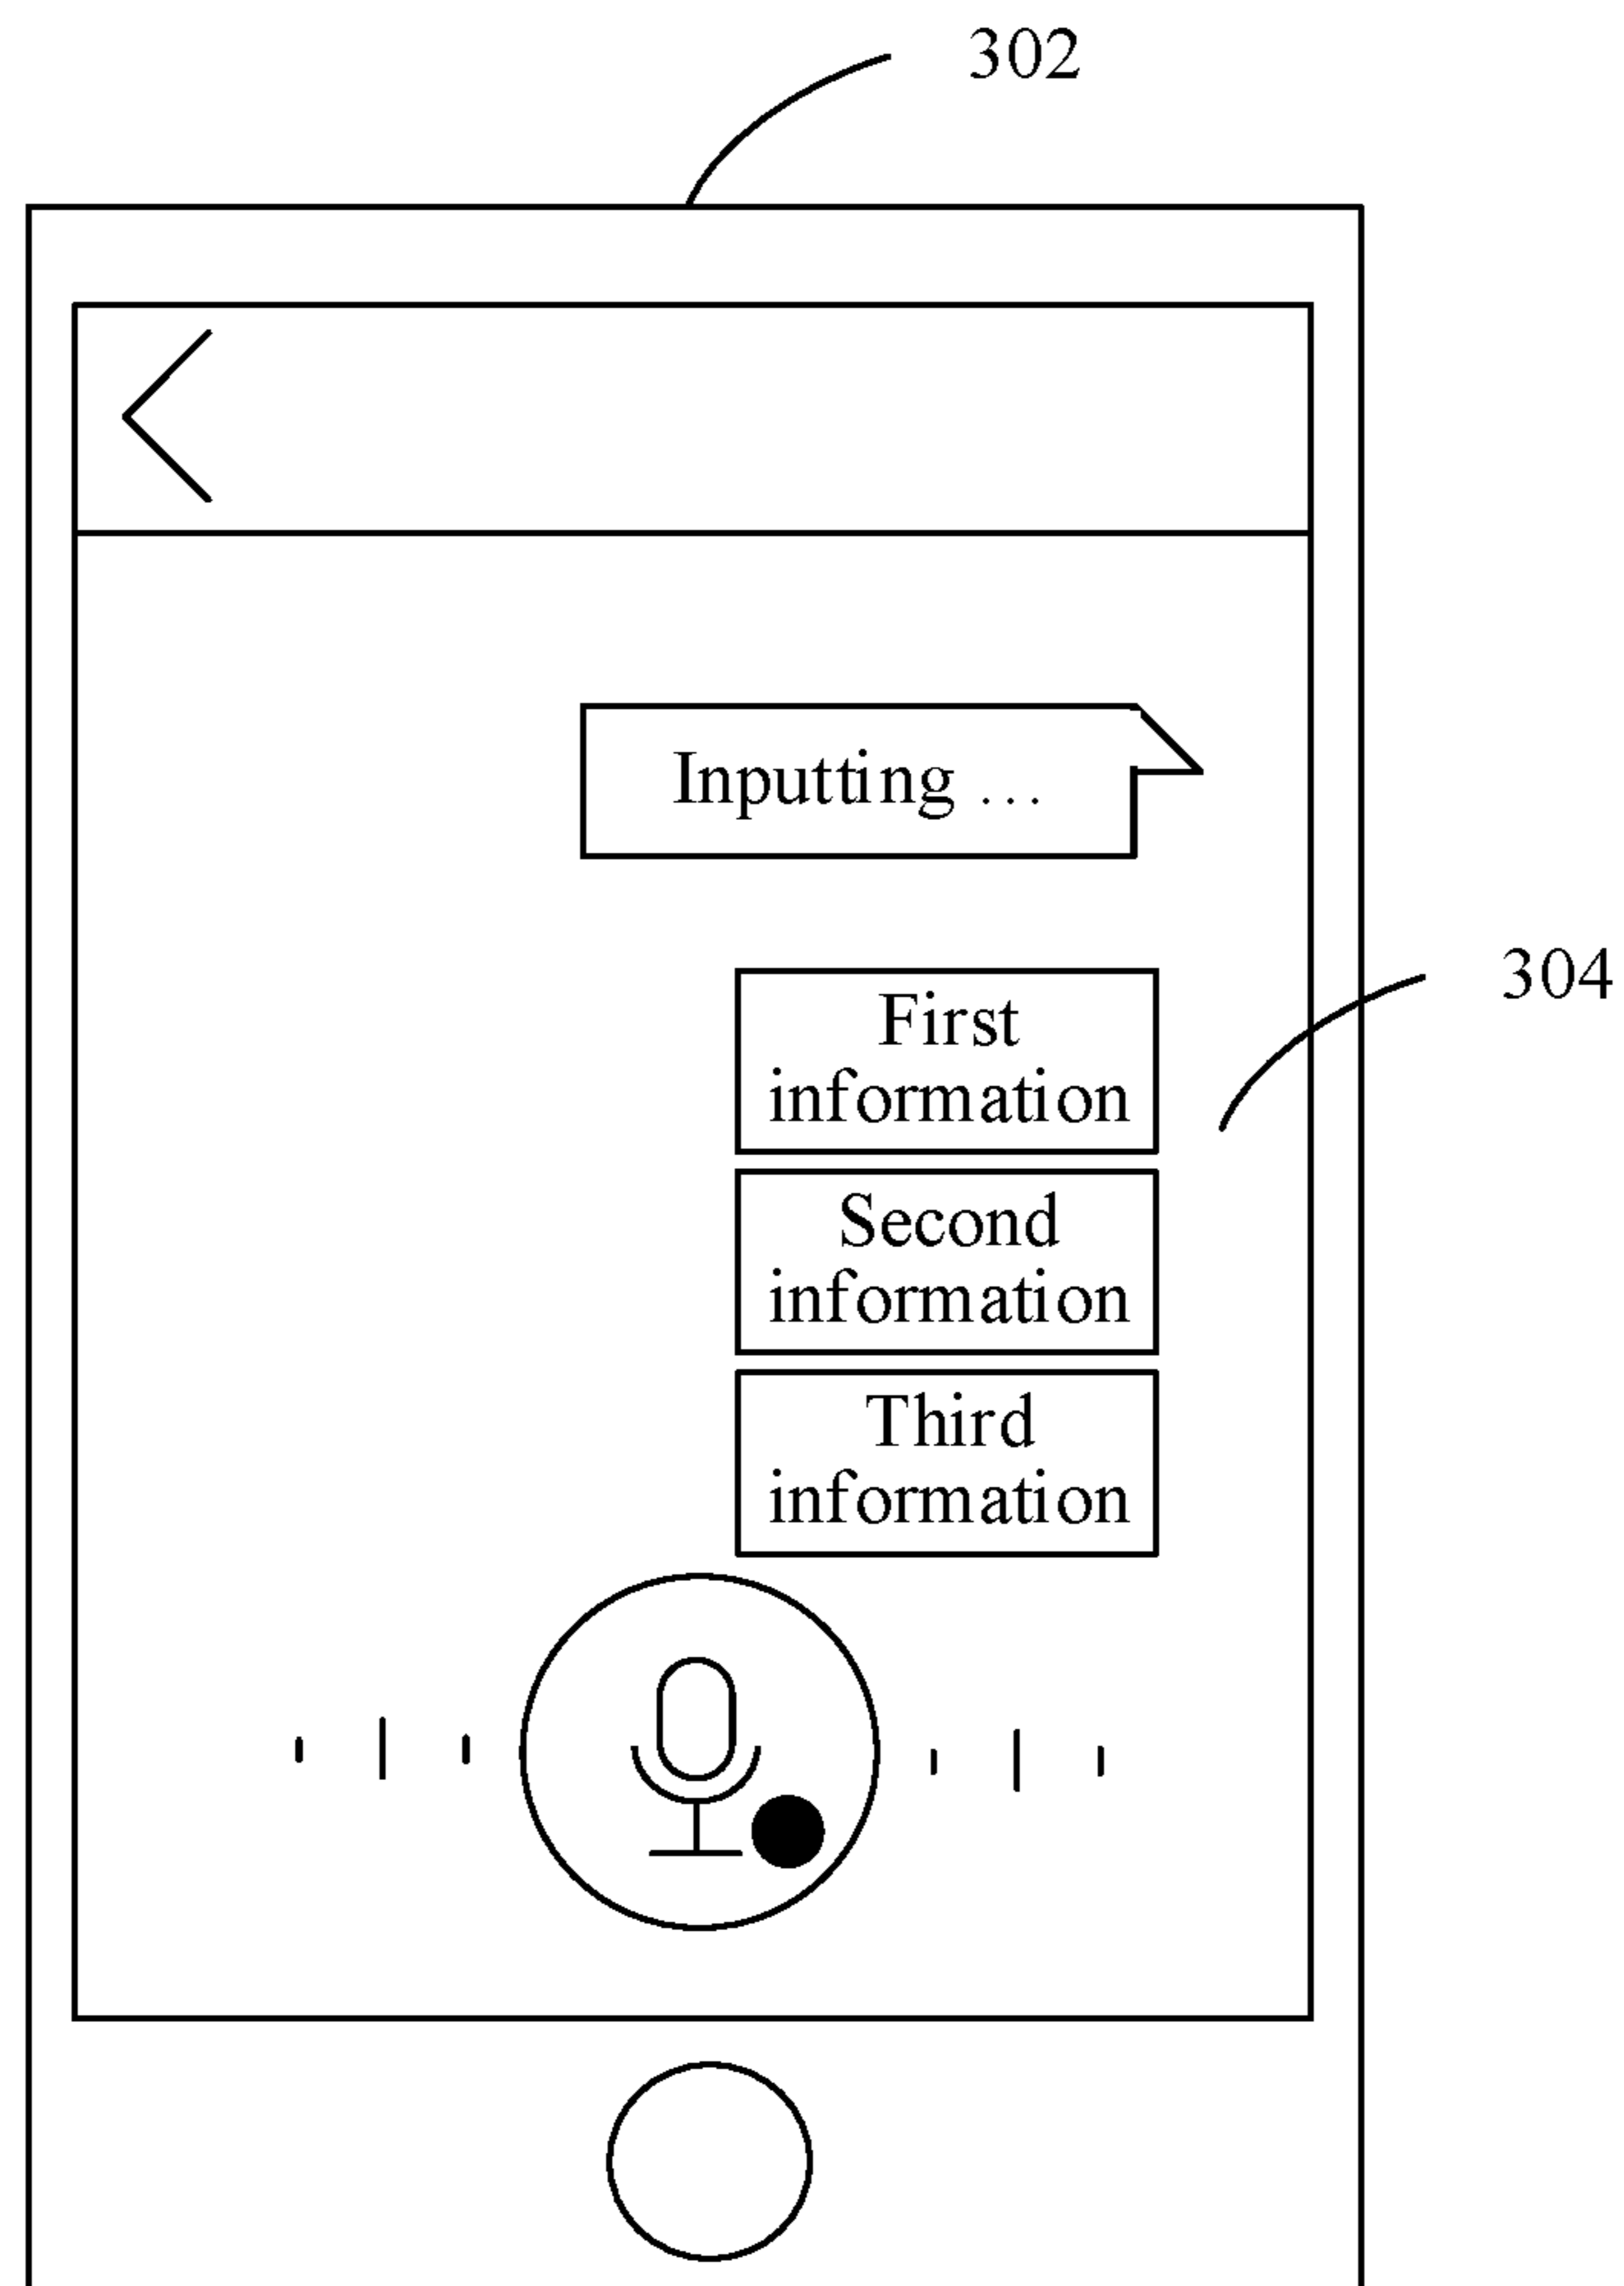 302
Inputting ...
304
First
information
Second
information
Third
information